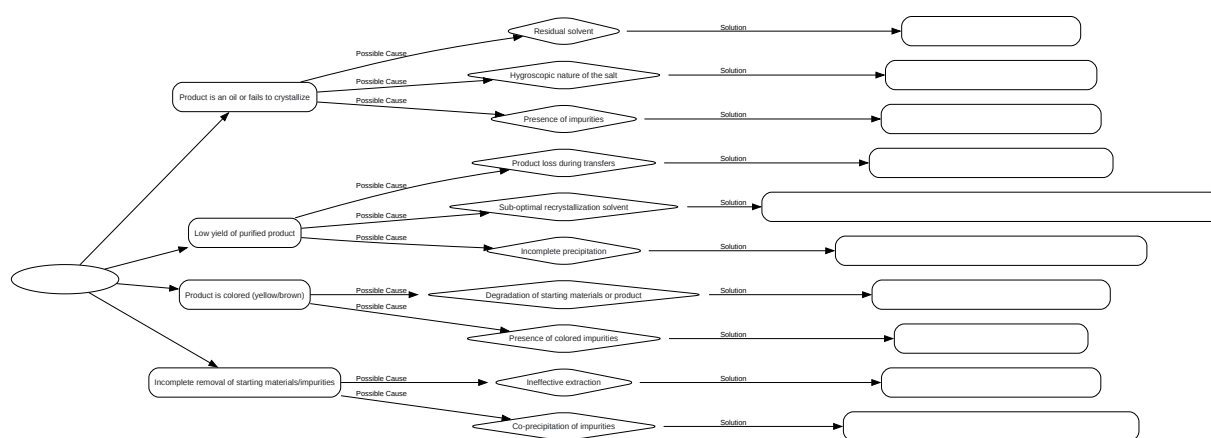 Residual solvent
Solution
Possible Cause
Hygroscopic nature of the salt
Solution
Possible Cause
Product is an oil or fails to crystallize
Possible Cause
Presence of impurities
Solution
Product loss during transfers
Solution
Possible Cause
Sub-optimal recrystallization solvent
Solution
Possible Cause
Low yield of purified product
Possible Cause
Incomplete precipitation
Solution
Product is colored (yellow/brown)
Possible Cause
Degradation of starting materials or product
Solution
Possible Cause
Presence of colored impurities
Solution
Incomplete removal of starting materials/impurities
Possible Cause
Ineffective extraction
Solution
Possible Cause
Co-precipitation of impurities
Solution